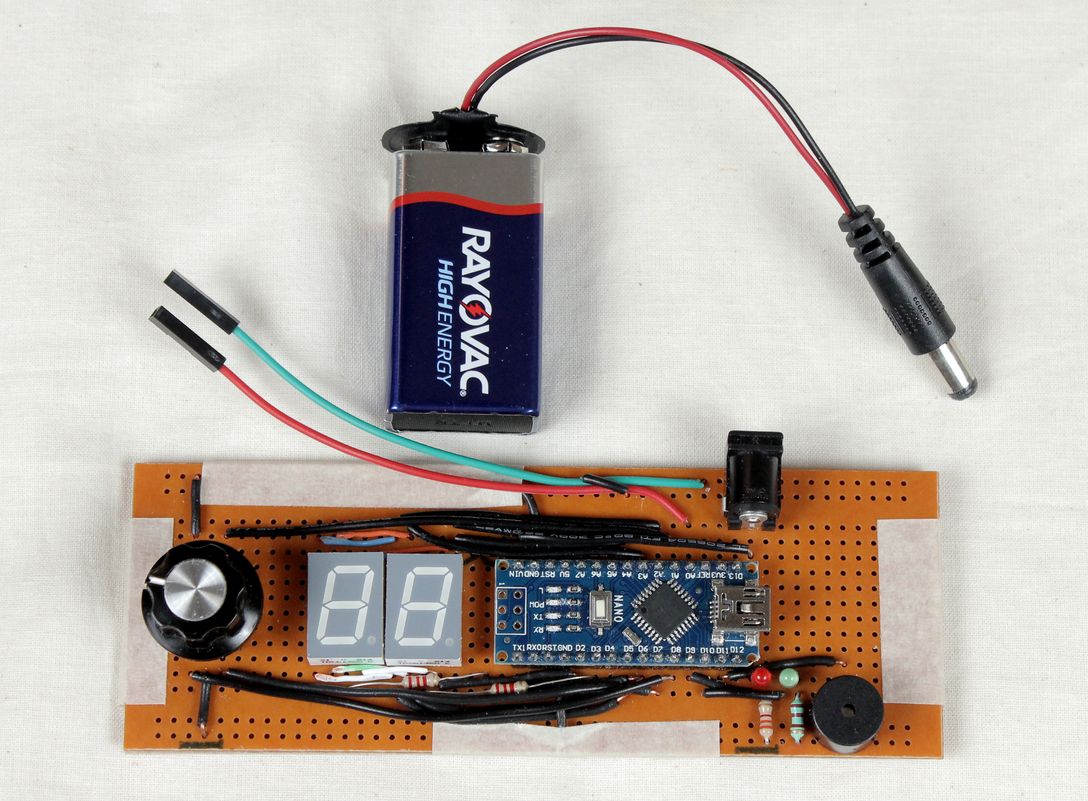 RAYOVAC®
HIGH ENERGY
D13 3V3 REF A0 A1 A2 A3 A4 A5 A6 A7 5V RST GND VIN
L
POW
TX
RX
NANO
1
TX1 RX0 RST GND D2 D3 D4 D5 D6 D7 D8 D9 D10 D11 D12